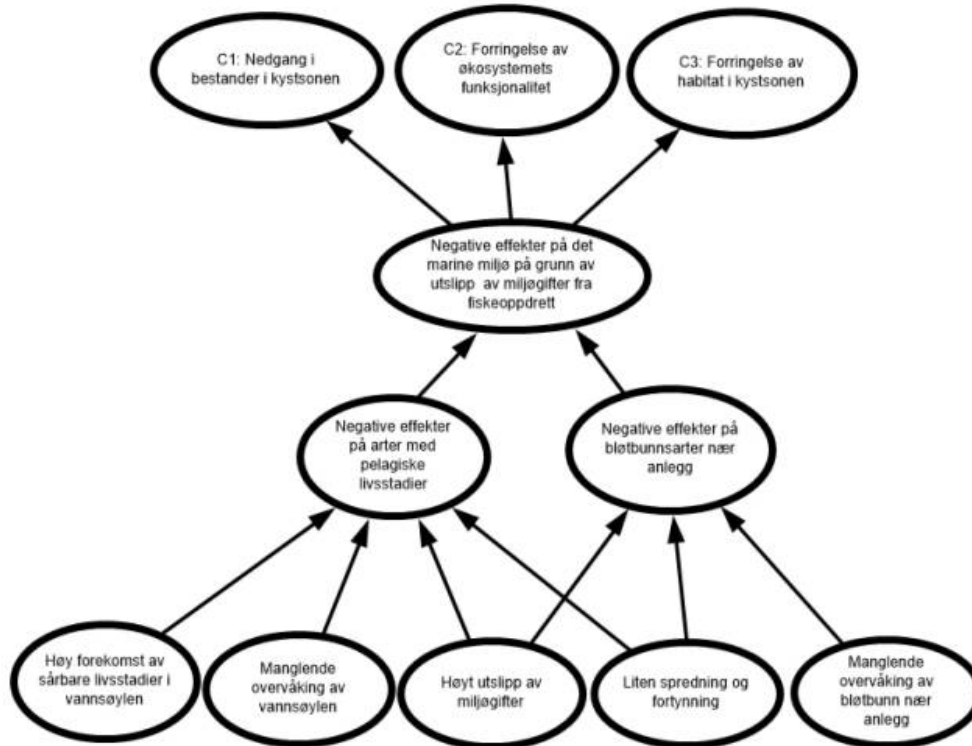 C1: Nedgang i
bestander i kystsonen
C2: Forringelse av
økosystemets
funksjonalitet
C3: Forringelse av
habitat i kystsonen
Negative effekter på det
marine miljø på grunn av
utslipp av miljøgifter fra
fiskeoppdrett
Negative effekter
på arter med
pelagiske
livsstadier
Negative effekter på
bløtbunnsarter nær
anlegg
Høy forekomst av
sårbare livsstadier i
vannsøylen
Manglende
overvåking av
vannsøylen
Høyt utslipp av
miljøgifter
Liten spredning og
fortynning
Manglende
overvåking av
bløtbunn nær
anlegg